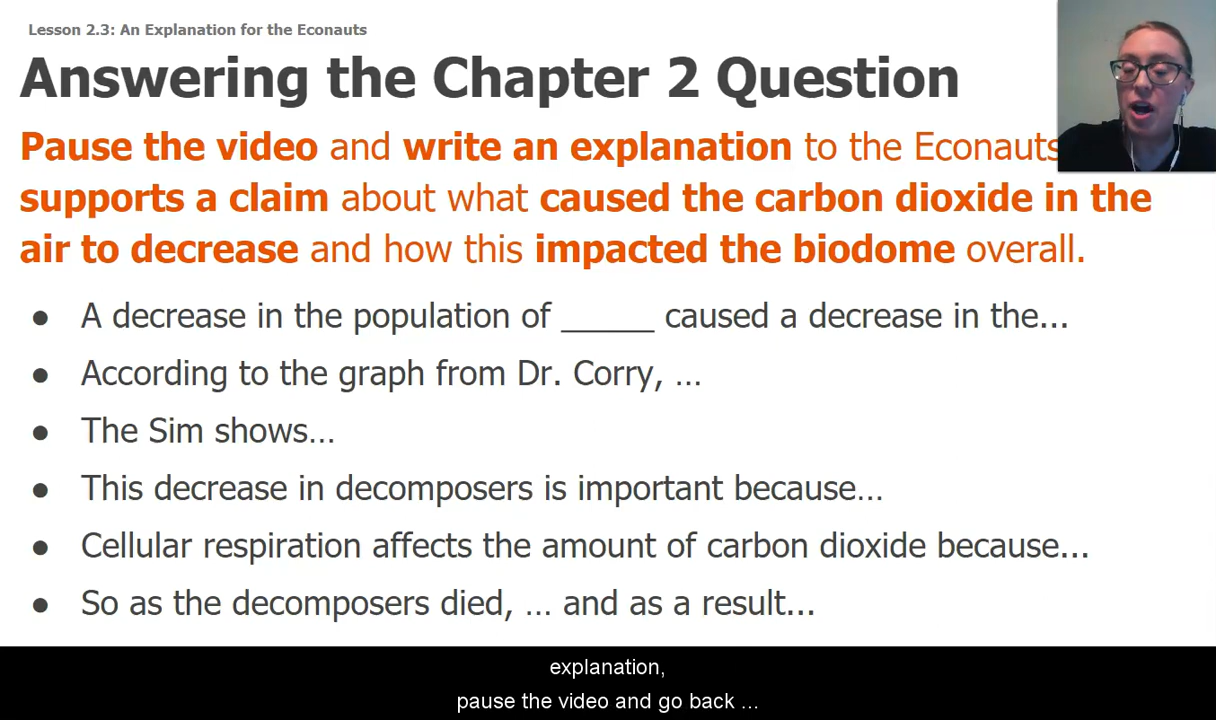 Lesson 2.3: An Explanation for the Econauts
Answering the Chapter 2 Question
Pause the video and write an explanation to the Econauts
supports a claim about what caused the carbon dioxide in the
air to decrease and how this impacted the biodome overall.
● A decrease in the population of _____ caused a decrease in the...
● According to the graph from Dr. Corry, …
● The Sim shows…
● This decrease in decomposers is important because…
● Cellular respiration affects the amount of carbon dioxide because...
● So as the decomposers died, … and as a result...
explanation,
pause the video and go back ...